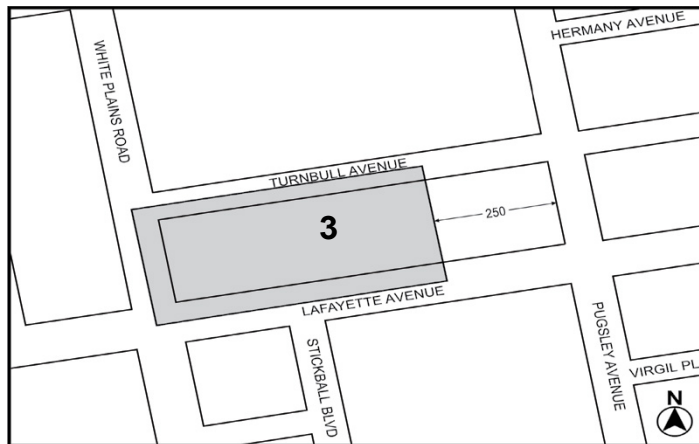 HERMANY AVENUE
WHITE PLAINS ROAD
TURNBULL AVENUE
3
250
LAFAYETTE AVENUE
STICKBALL BLVD
PUGSLEY AVENUE
VIRGIL PL
N